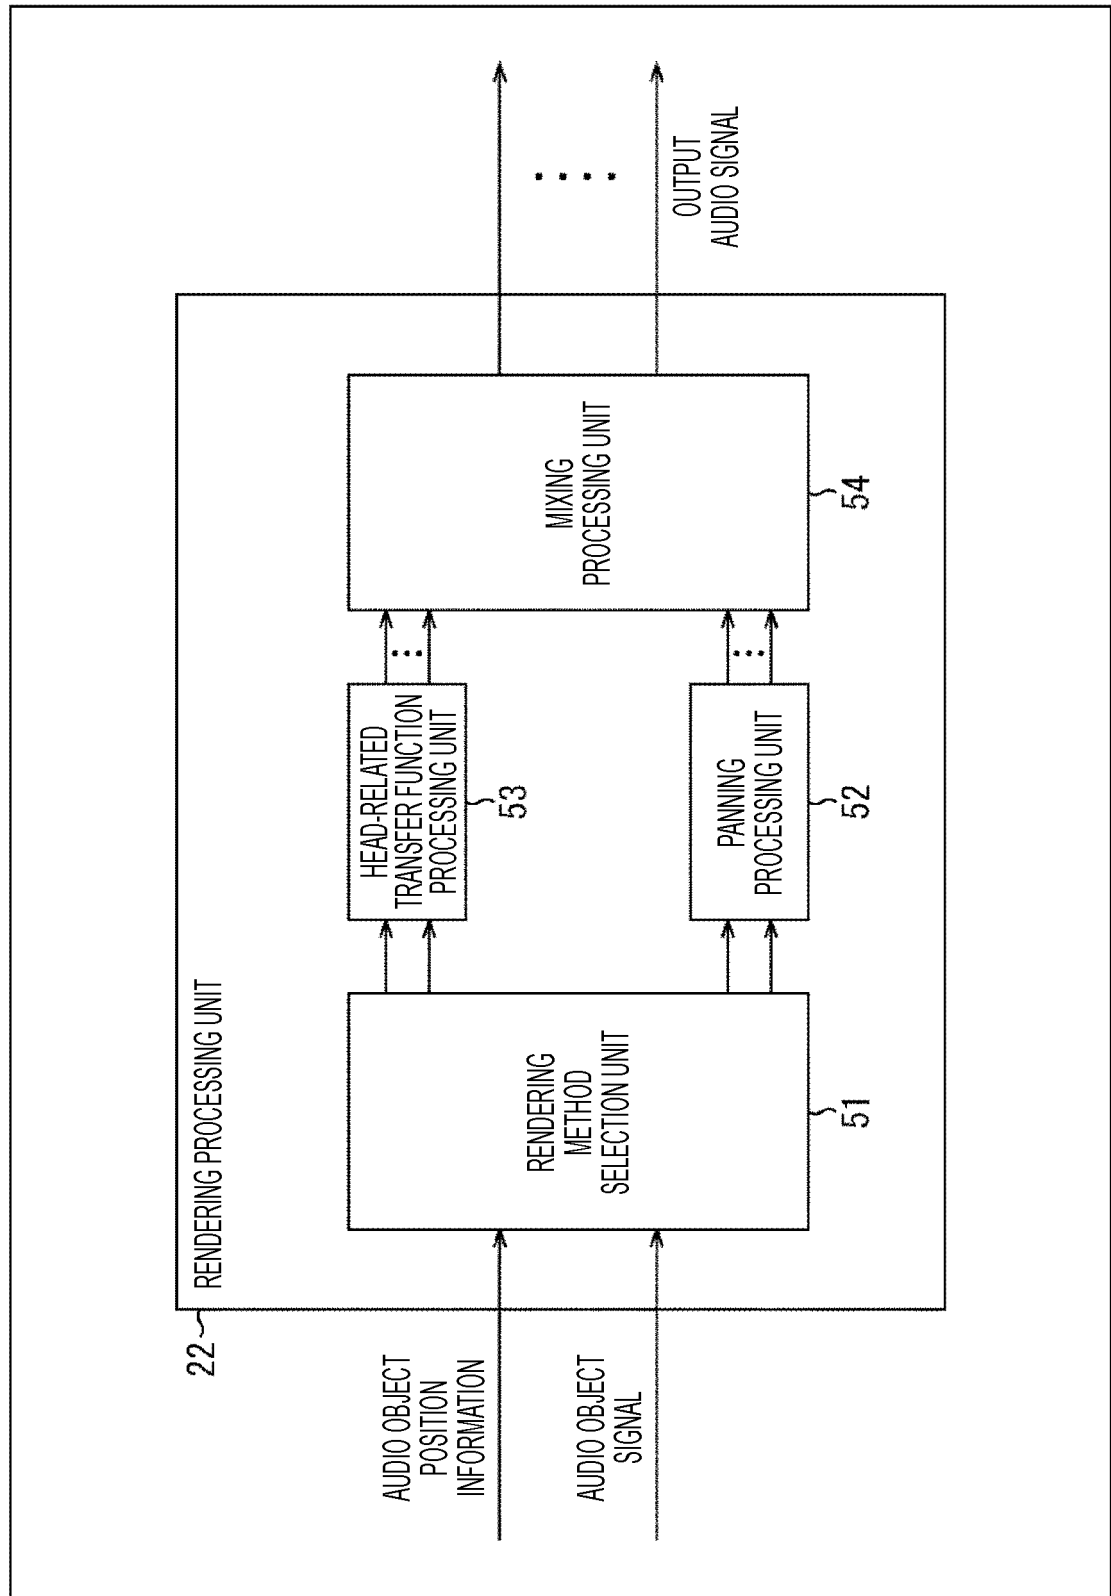 RENDERING PROCESSING UNIT
22
AUDIO OBJECT
POSITION
INFORMATION
AUDIO OBJECT
SIGNAL
RENDERING
METHOD
SELECTION UNIT
51
HEAD-RELATED
TRANSFER FUNCTION
PROCESSING UNIT
53
PANNING
PROCESSING UNIT
52
MIXING
PROCESSING UNIT
54
OUTPUT
AUDIO SIGNAL